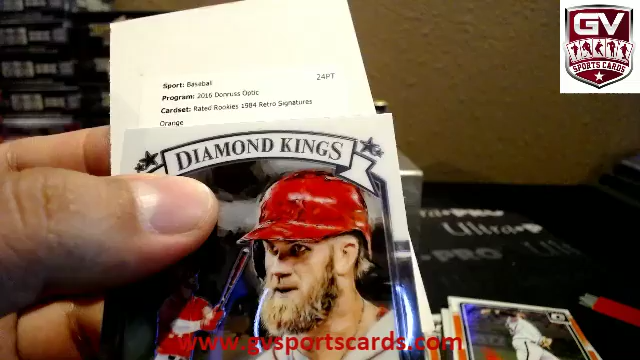 GV
SPORTS CARDS
Sport: Baseball
24PT
Program: 2016 Donruss Optic
Cardset: Rated Rookies 1984 Retro Signatures
Orange
DIAMOND KINGS
Ultra•PRO
www.gvsportscards.com